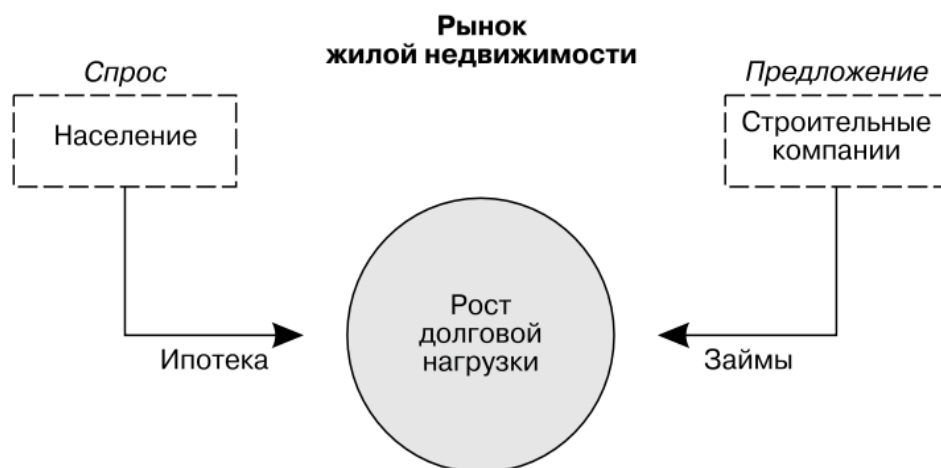 Рынок
жилой недвижимости
Спрос
Предложение
Население
Строительные
компании
Рост
долговой
нагрузки
Ипотека
Займы